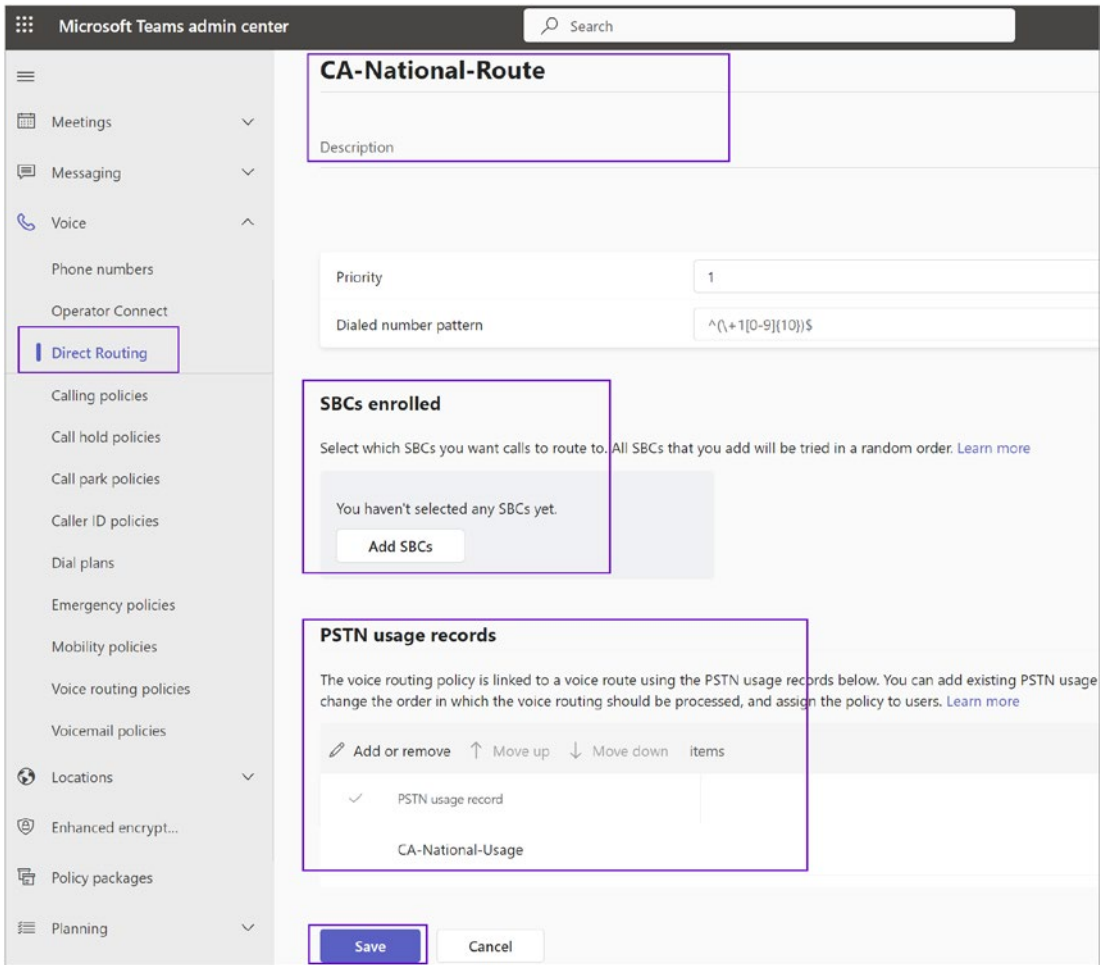 Microsoft Teams admin center
Search
CA-National-Route
Description
Meetings
Messaging
Voice
Phone numbers
Operator Connect
Direct Routing
Calling policies
Call hold policies
Call park policies
Caller ID policies
Dial plans
Emergency policies
Mobility policies
Voice routing policies
Voicemail policies
Locations
Enhanced encrypt...
Policy packages
Planning
Priority
1
Dialed number pattern
^(\+1[0-9]{10})$
SBCs enrolled
Select which SBCs you want calls to route to. All SBCs that you add will be tried in a random order. Learn more
You haven't selected any SBCs yet.
Add SBCs
PSTN usage records
The voice routing policy is linked to a voice route using the PSTN usage records below. You can add existing PSTN usage
change the order in which the voice routing should be processed, and assign the policy to users. Learn more
Add or remove
Move up
Move down
items
PSTN usage record
CA-National-Usage
Save
Cancel